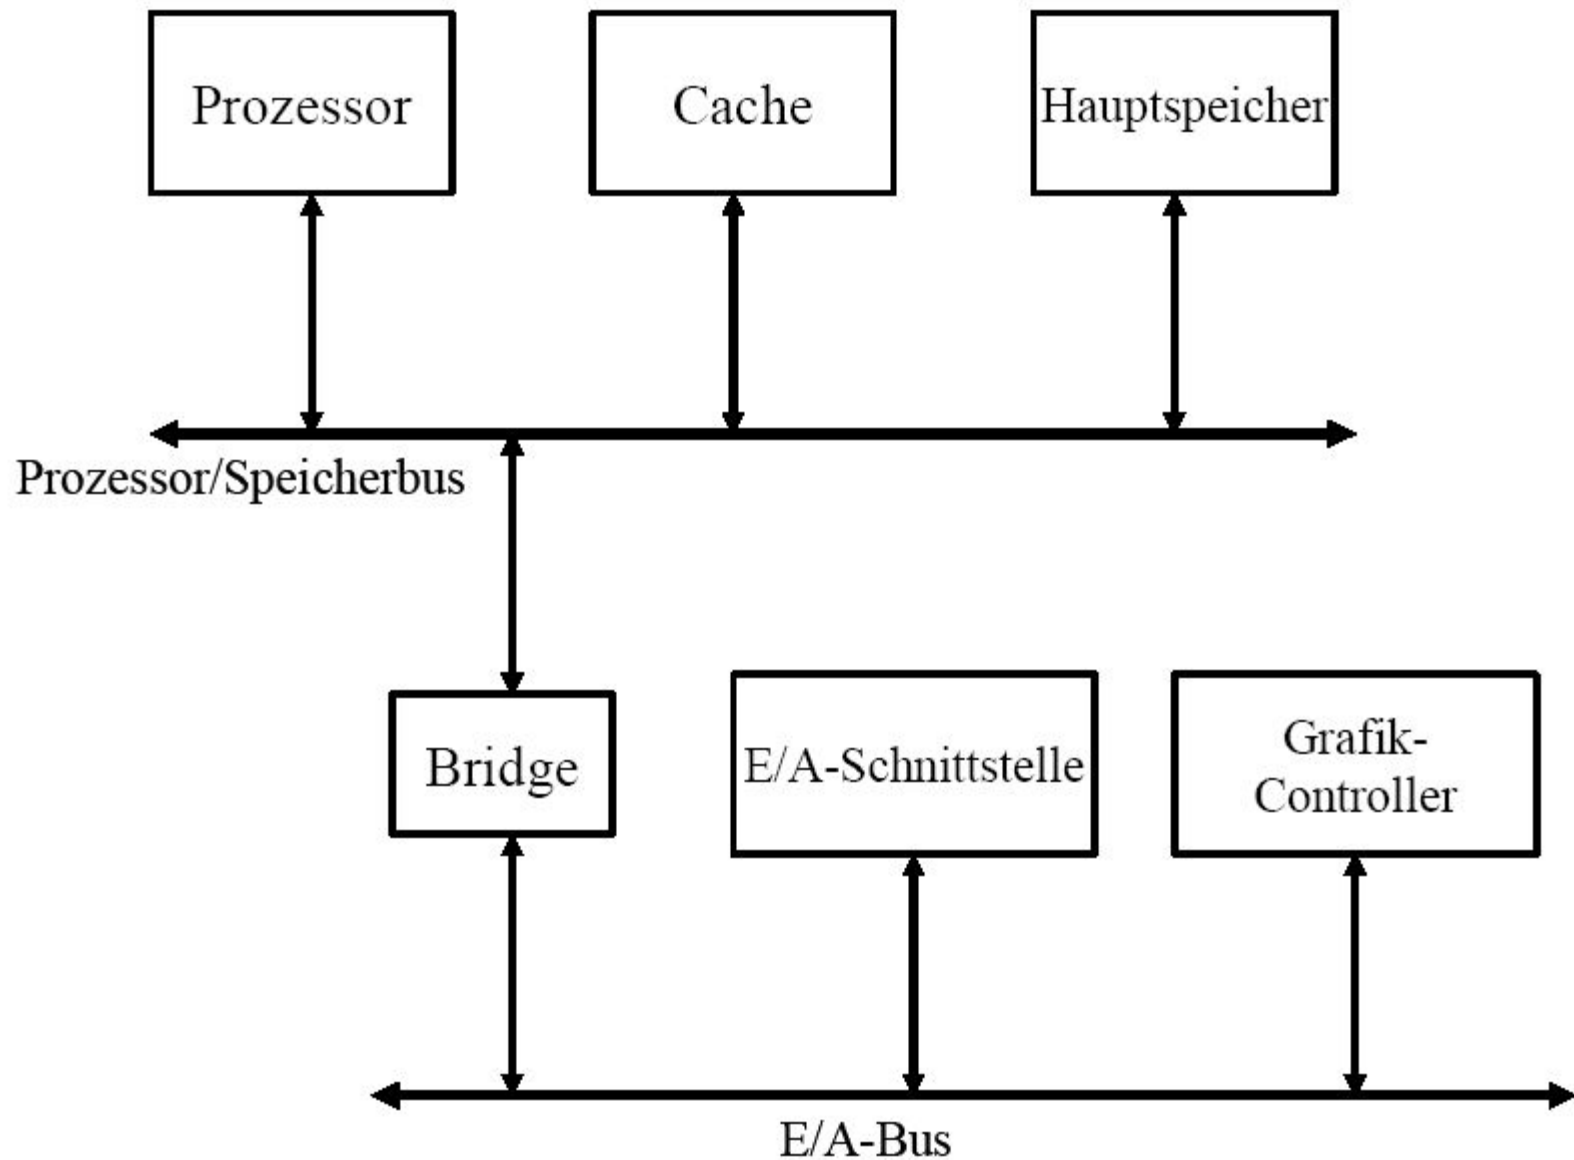 Prozessor
Cache
Hauptspeicher
Prozessor/Speicherbus
Bridge
E/A-Schnittstelle
Grafik-
Controller
E/A-Bus